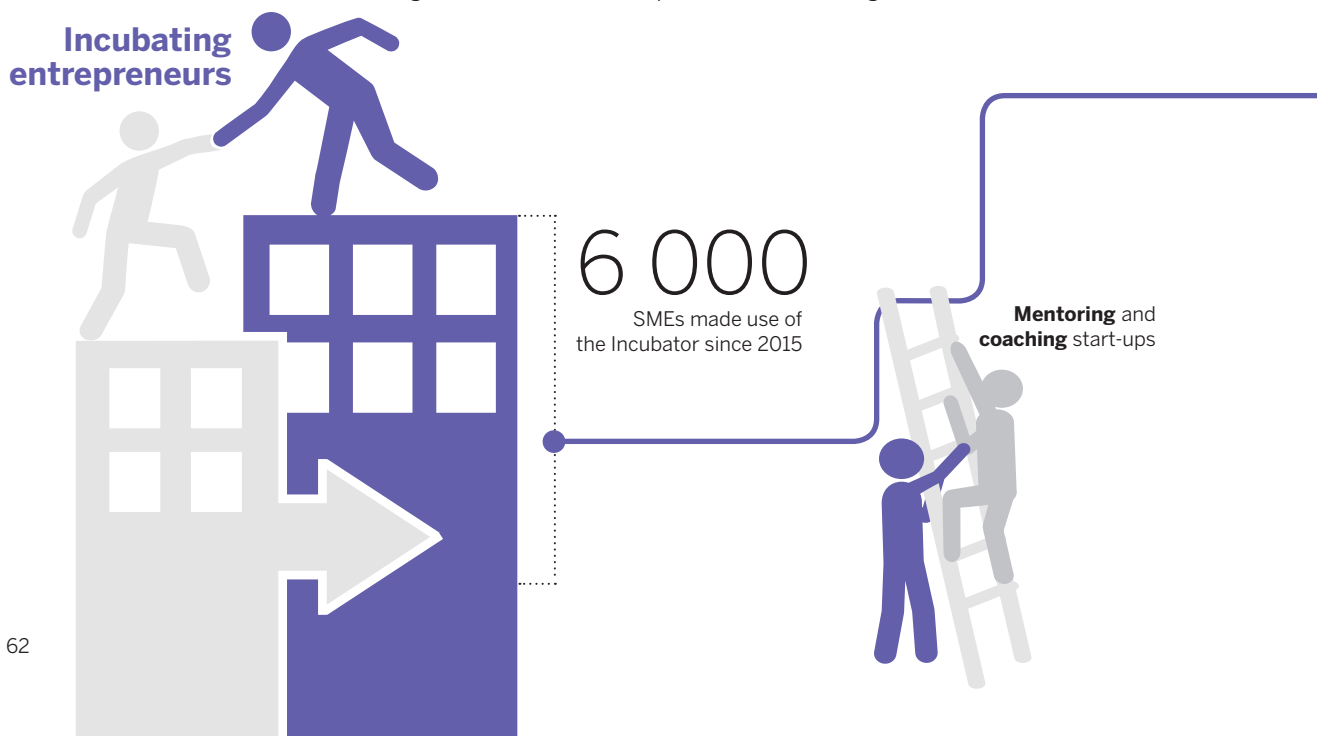 Incubating
entrepreneurs
6 000
SMEs made use of
the Incubator since 2015
Mentoring and
coaching start-ups
62